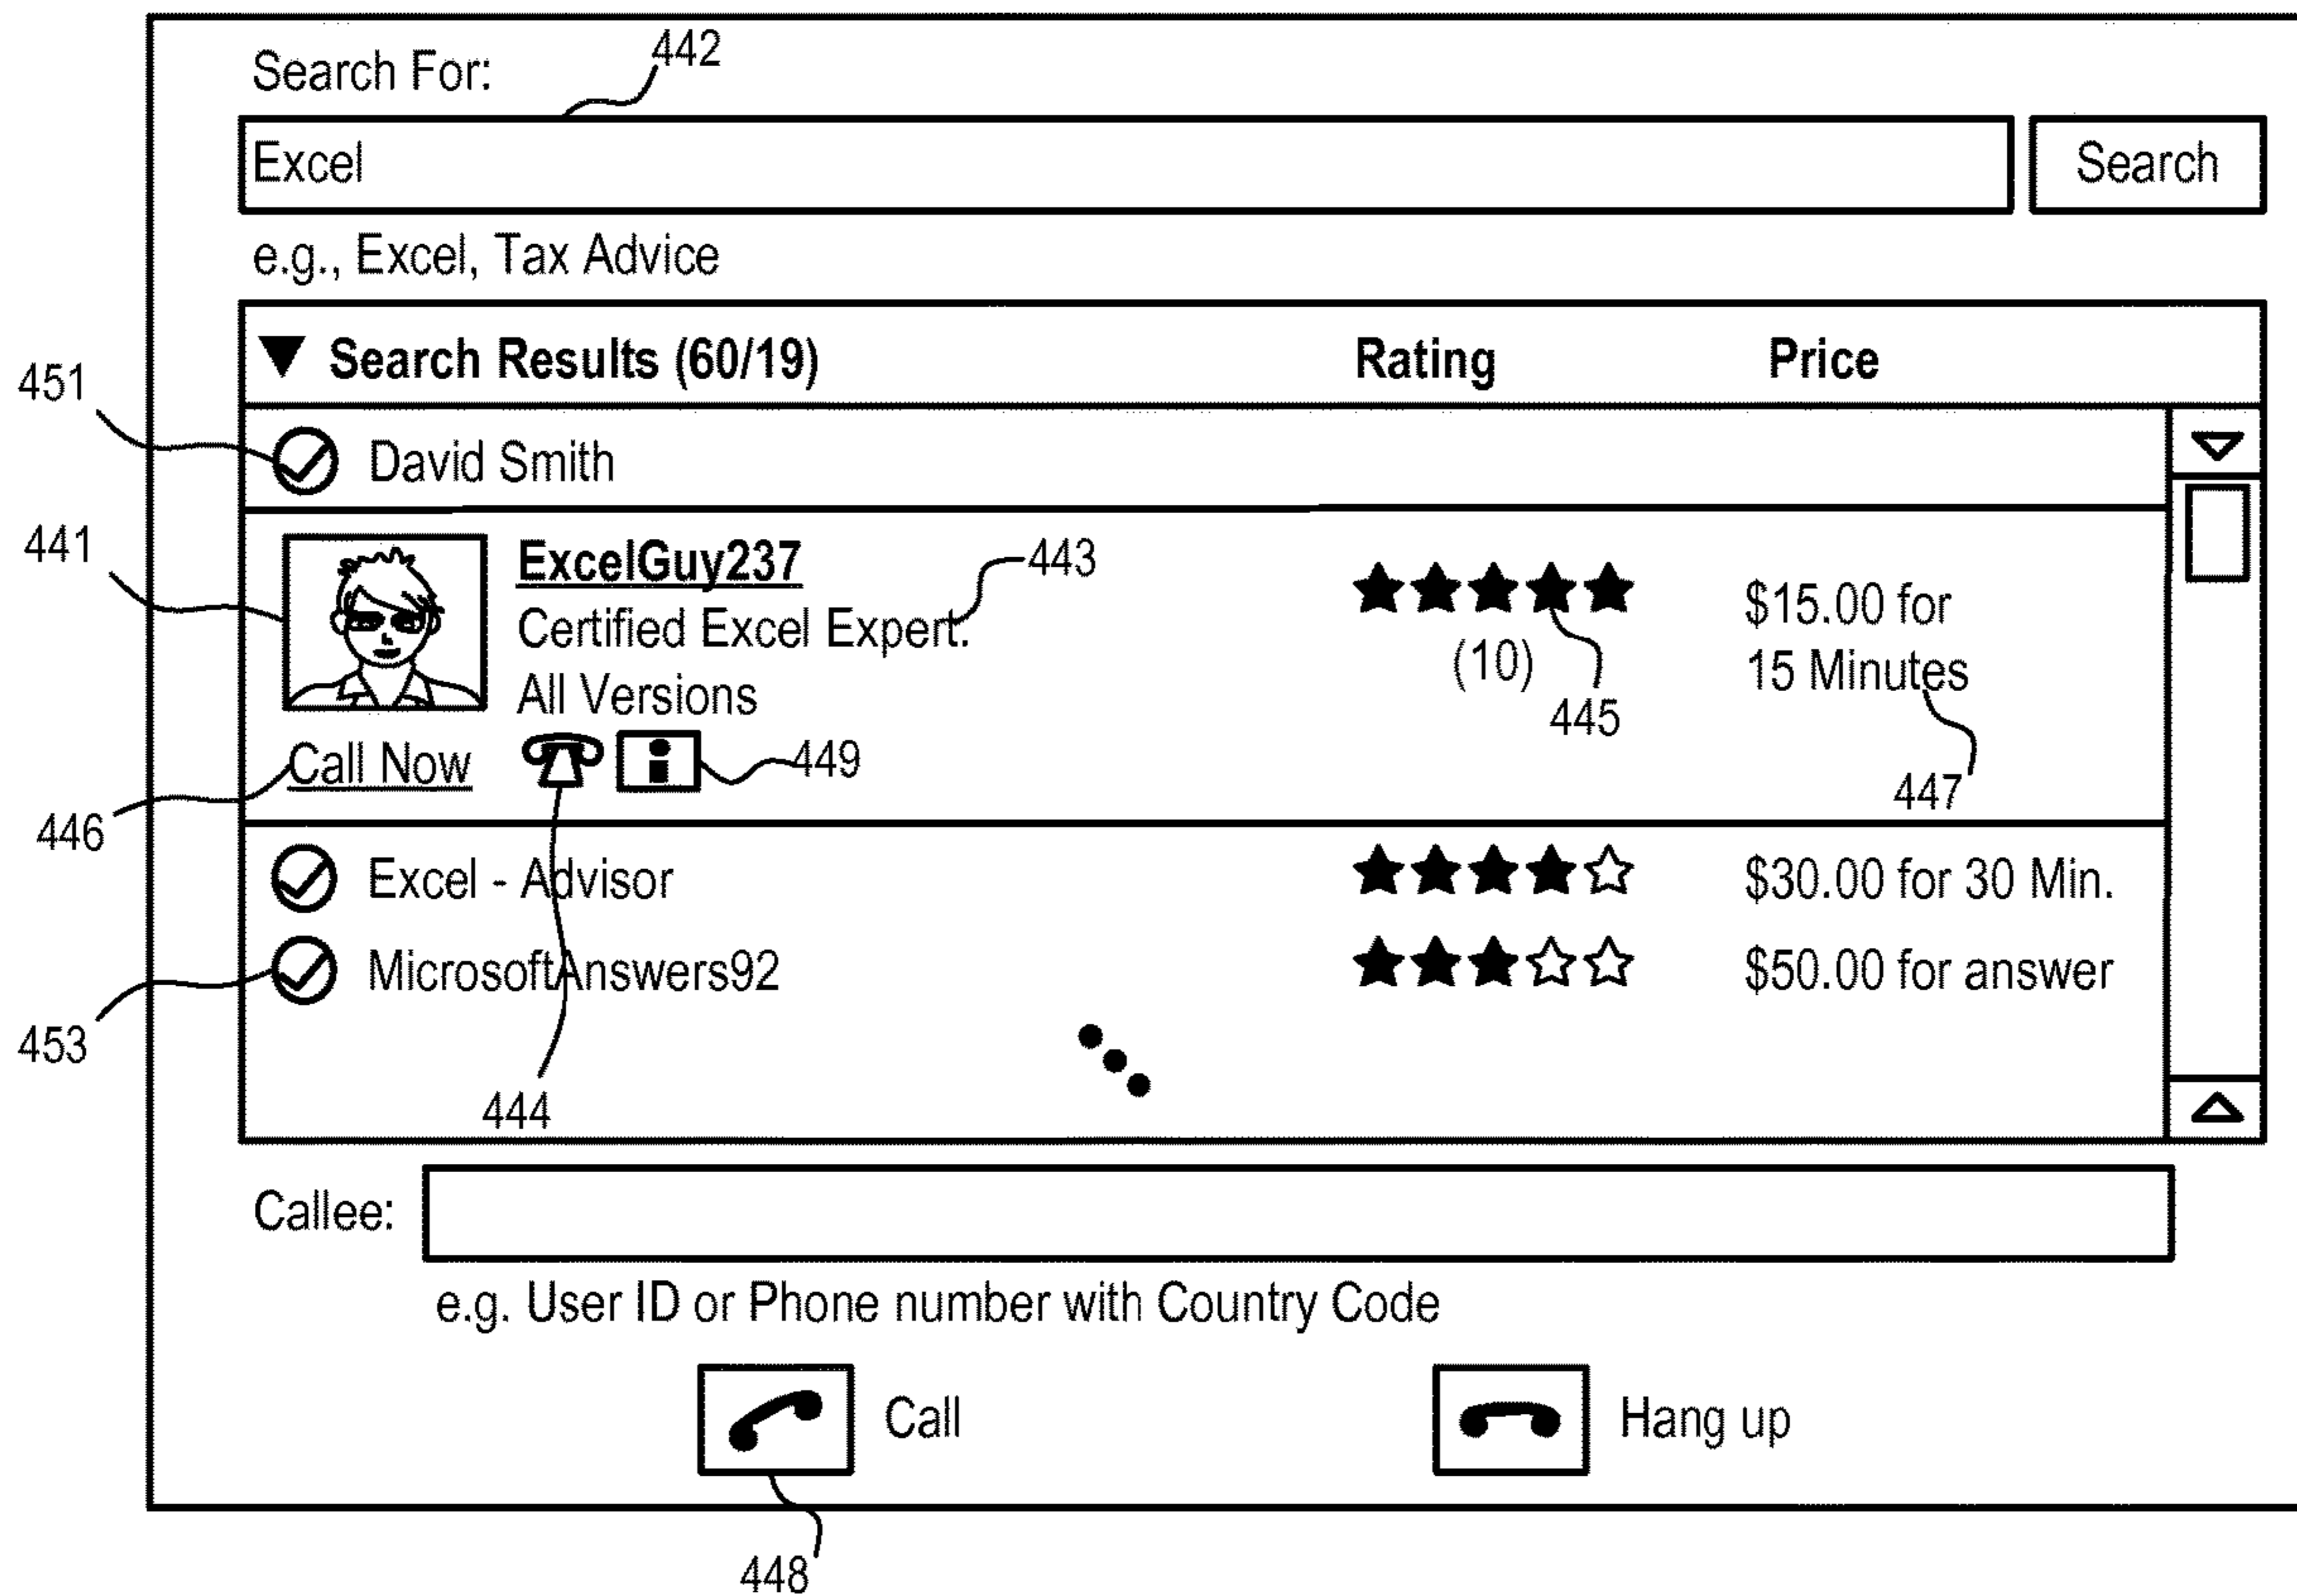 442
Search For:
Excel
Search
e.g., Excel, Tax Advice
Search Results (60/19) Rating Price
451
David Smith
441
ExcelGuy237
443
Certified Excel Expert.
All Versions
(10)
445
$15.00 for
15 Minutes
447
Call Now
449
446
Excel - Advisor $30.00 for 30 Min.
MicrosoftAnswers92 $50.00 for answer
453
444
Callee:
e.g. User ID or Phone number with Country Code
Call Hang up
448